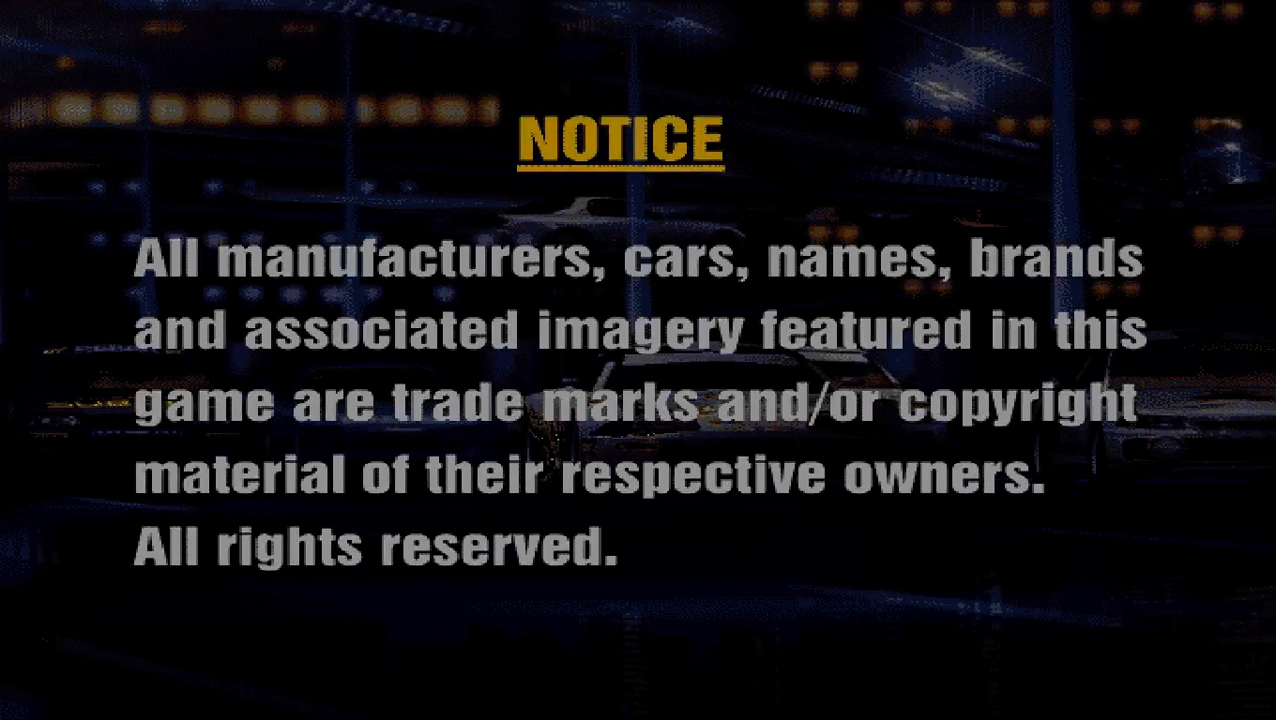 NOTICE
All manufacturers, cars, names, brands
and associated imagery featured in this
game are trade marks and/or copyright
material of their respective owners.
All rights reserved.